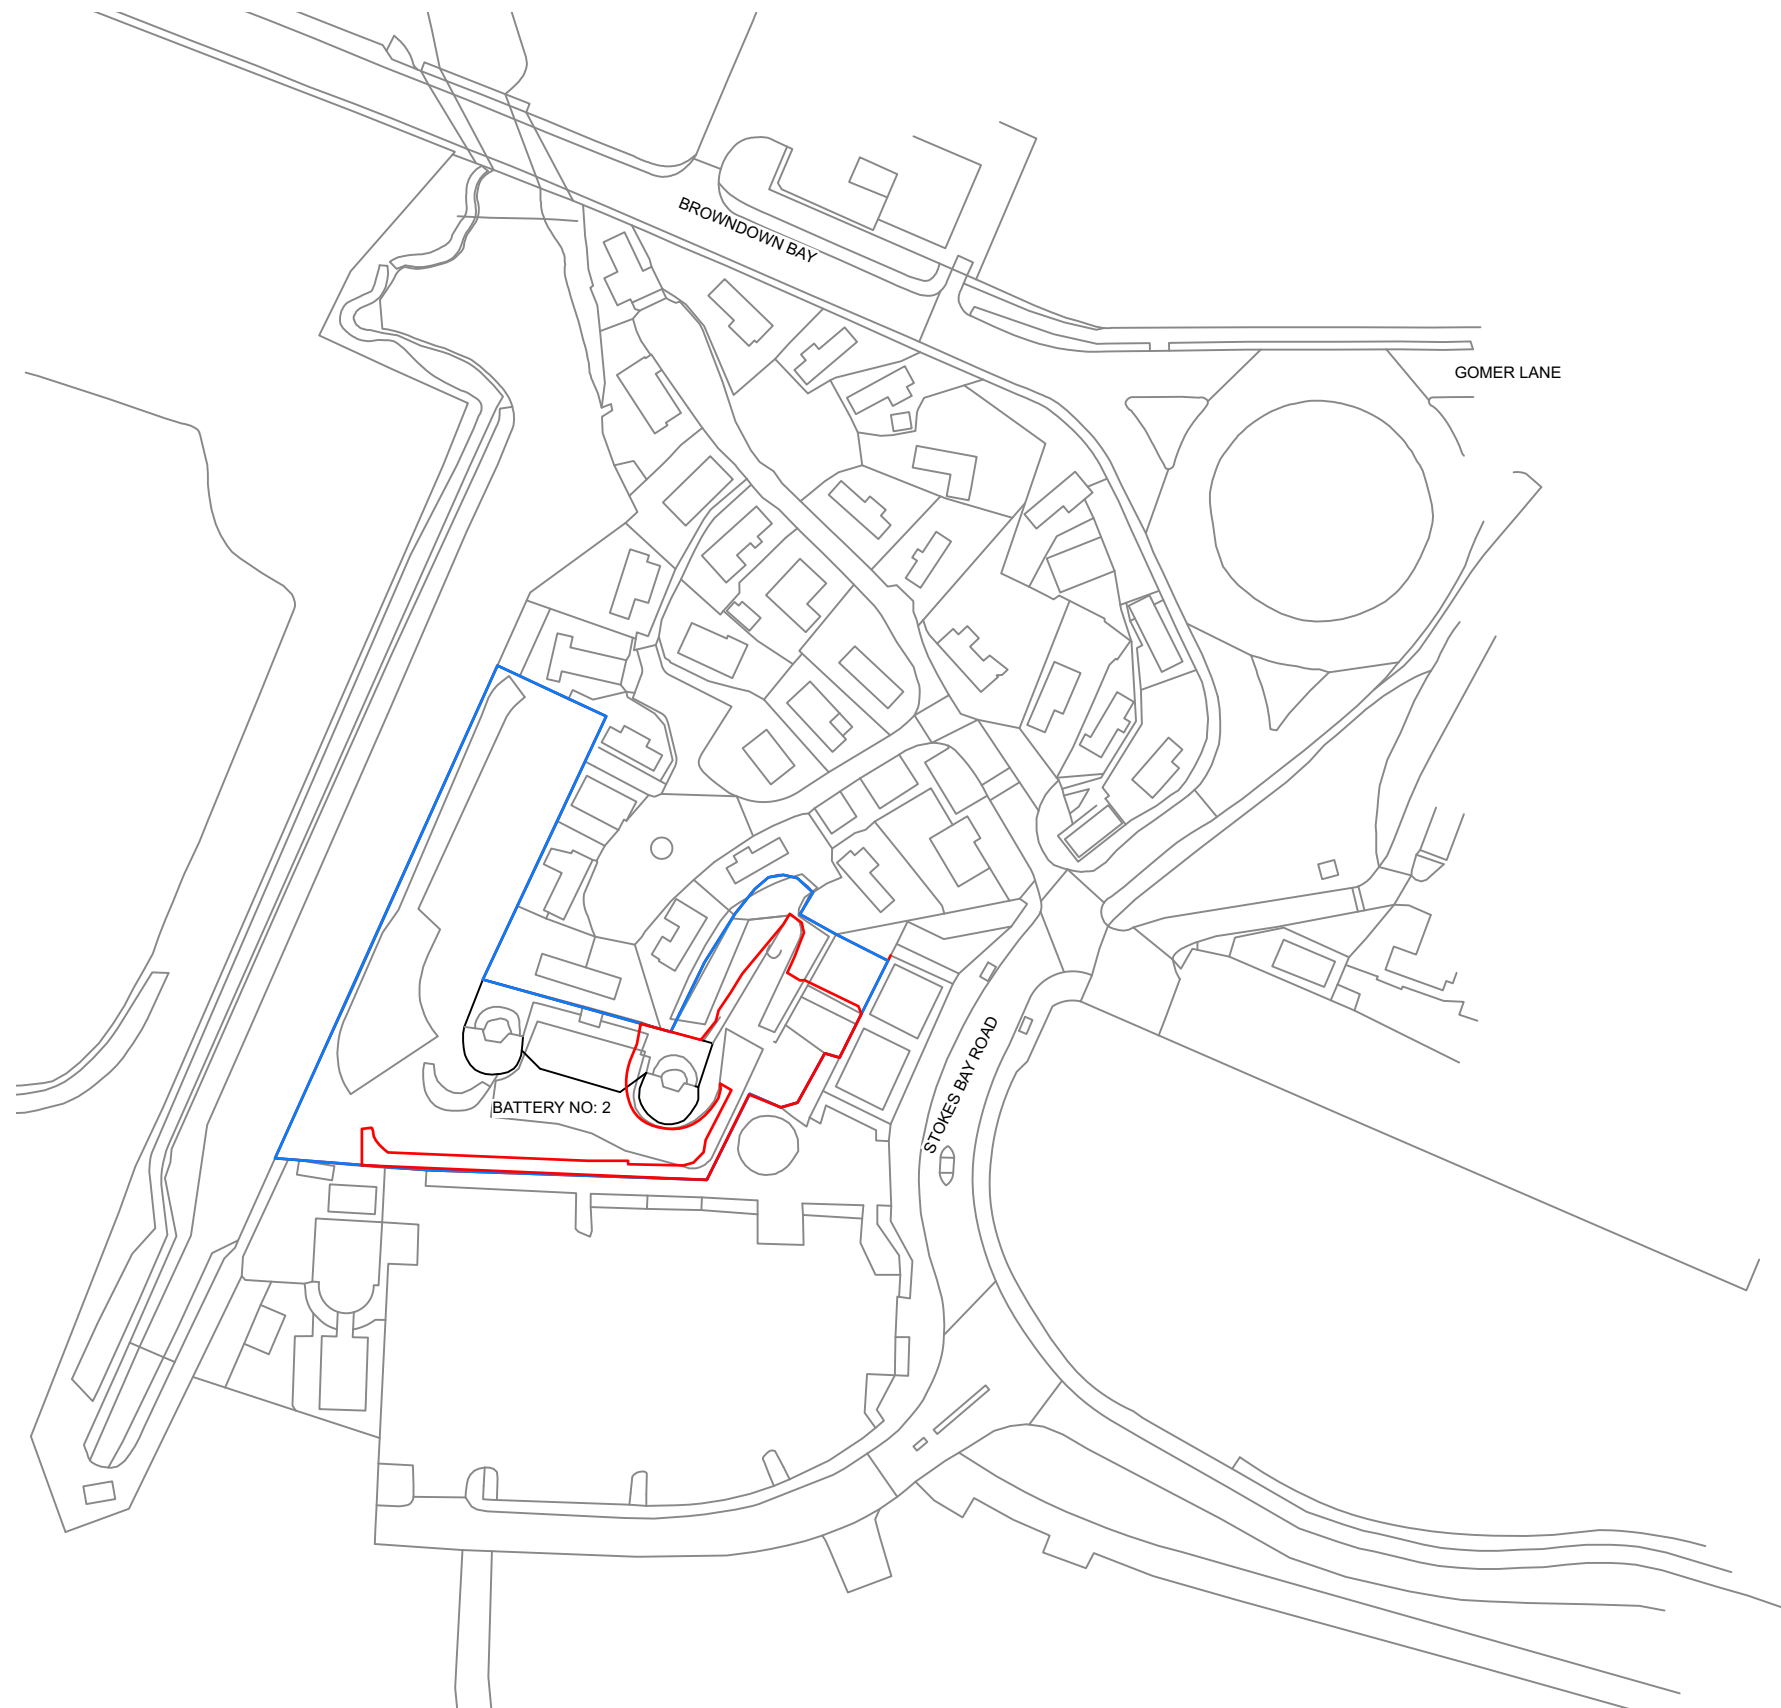 BROWNDOWN BAY
GOMER LANE
STOKES BAY ROAD
BATTERY NO: 2